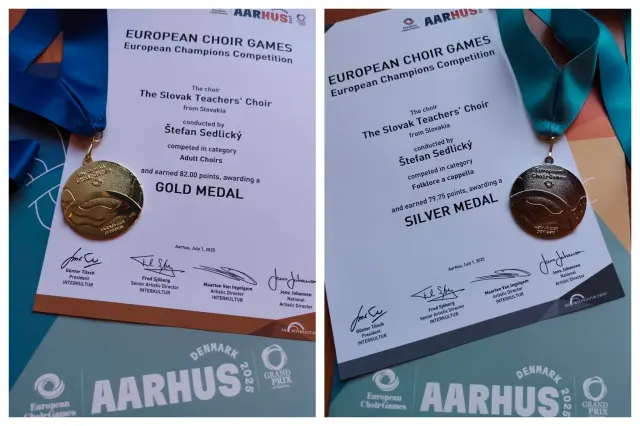 AARHUS
GRAND PRIX
EUROPEAN CHOIR GAMES
European Champions Competition
The choir
The Slovak Teachers' Choir
from Slovakia
conducted by
Štefan Sedlický
competed in category
Adult Choirs
and earned 82.00 points, awarding a
GOLD MEDAL
Aarhus, July 1, 2025
Günter Titsch
President
INTERKULTUR
Fred Sjöberg
Senior Artistic Director
INTERKULTUR
Maarten Van Ingelgem
Artistic Director
INTERKULTUR
Jens Johansen
National
Artistic Director
European
Choir Games
DENMARK
AARHUS 2025
GRAND
PRIX
AARHUS
EUROPEAN CHOIR GAMES
European Champions Competition
The choir
The Slovak Teachers' Choir
from Slovakia
conducted by
Štefan Sedlický
competed in category
Folklore a cappella
and earned 79.75 points, awarding a
SILVER MEDAL
Aarhus, July 1, 2025
Günter Titsch
President
INTERKULTUR
Fred Sjöberg
Senior Artistic Director
INTERKULTUR
Maarten Van Ingelgem
Artistic Director
INTERKULTUR
Jens Johansen
National
Artistic Director
European
Choir Games
DENMARK
AARHUS 2025
GRAND
PRIX